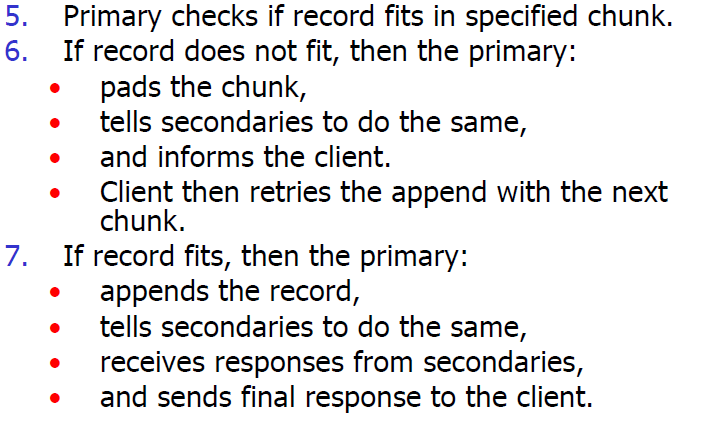 5. Primary checks if record fits in specified chunk.
6. If record does not fit, then the primary:
• pads the chunk,
• tells secondaries to do the same,
• and informs the client.
• Client then retries the append with the next
chunk.
7. If record fits, then the primary:
• appends the record,
• tells secondaries to do the same,
• receives responses from secondaries,
• and sends final response to the client.